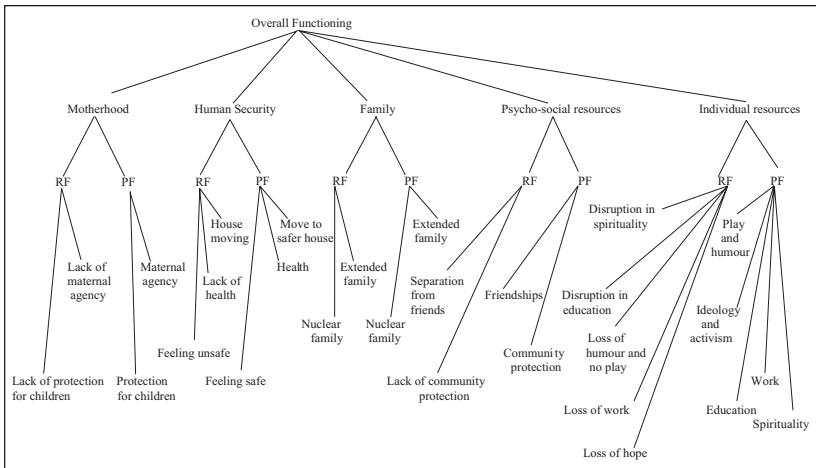 Overall Functioning
Motherhood
Human Security
Family
Psycho-social resources
Individual resources
RF
PF
RF
PF
RF
PF
RF
PF
RF
PF
Lack of
maternal
agency
Maternal
agency
Lack of protection
for children
Protection
for children
House
moving
Lack of
health
Feeling unsafe
Move to
safer house
Health
Feeling safe
Extended
family
Nuclear
family
Extended
family
Nuclear
family
Separation
from
friends
Lack of community
protection
Friendships
Community
protection
Disruption in
spirituality
Disruption in
education
Loss of
humour and
no play
Loss of work
Loss of hope
Play
and
humour
Ideology
and
activism
Education
Work
Spirituality